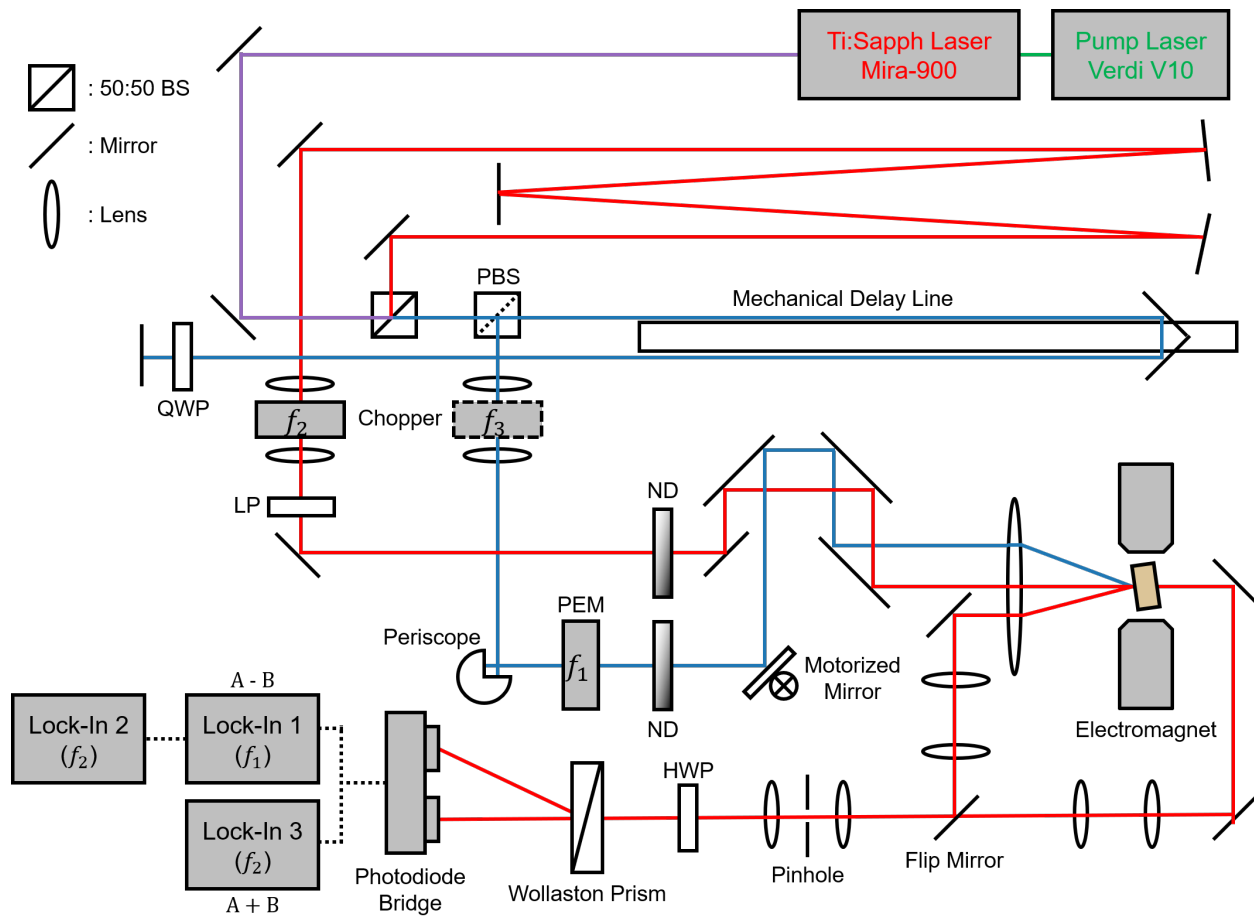 Ti:Sapph Laser
Mira-900
Pump Laser
Verdi V10
: 50:50 BS
: Mirror
: Lens
PBS
Mechanical Delay Line
QWP
f₂
Chopper
f₃
LP
ND
PEM
Periscope
f₁
Motorized
Mirror
ND
Electromagnet
A - B
Lock-In 2
(f₂)
Lock-In 1
(f₁)
HWP
Lock-In 3
(f₂)
A + B
Photodiode
Bridge
Wollaston Prism
Pinhole
Flip Mirror